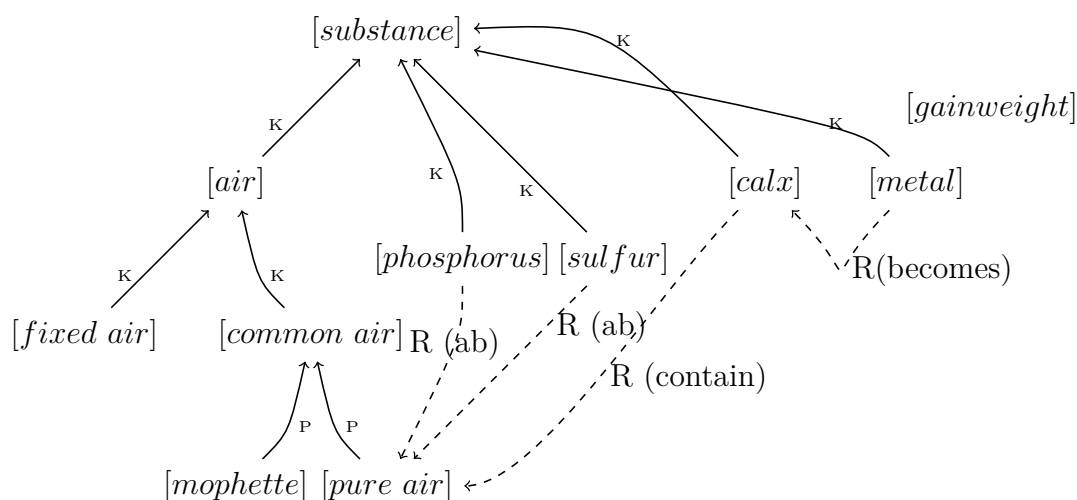 [substance]
K
[gainweight]
K
K
[air]
K
K
[calx]
[metal]
[phosphorus]
[sulfur]
R(becomes)
K
K
[fixed air]
[common air]
R (ab)
R (ab)
R (contain)
P
P
[mophette]
[pure air]